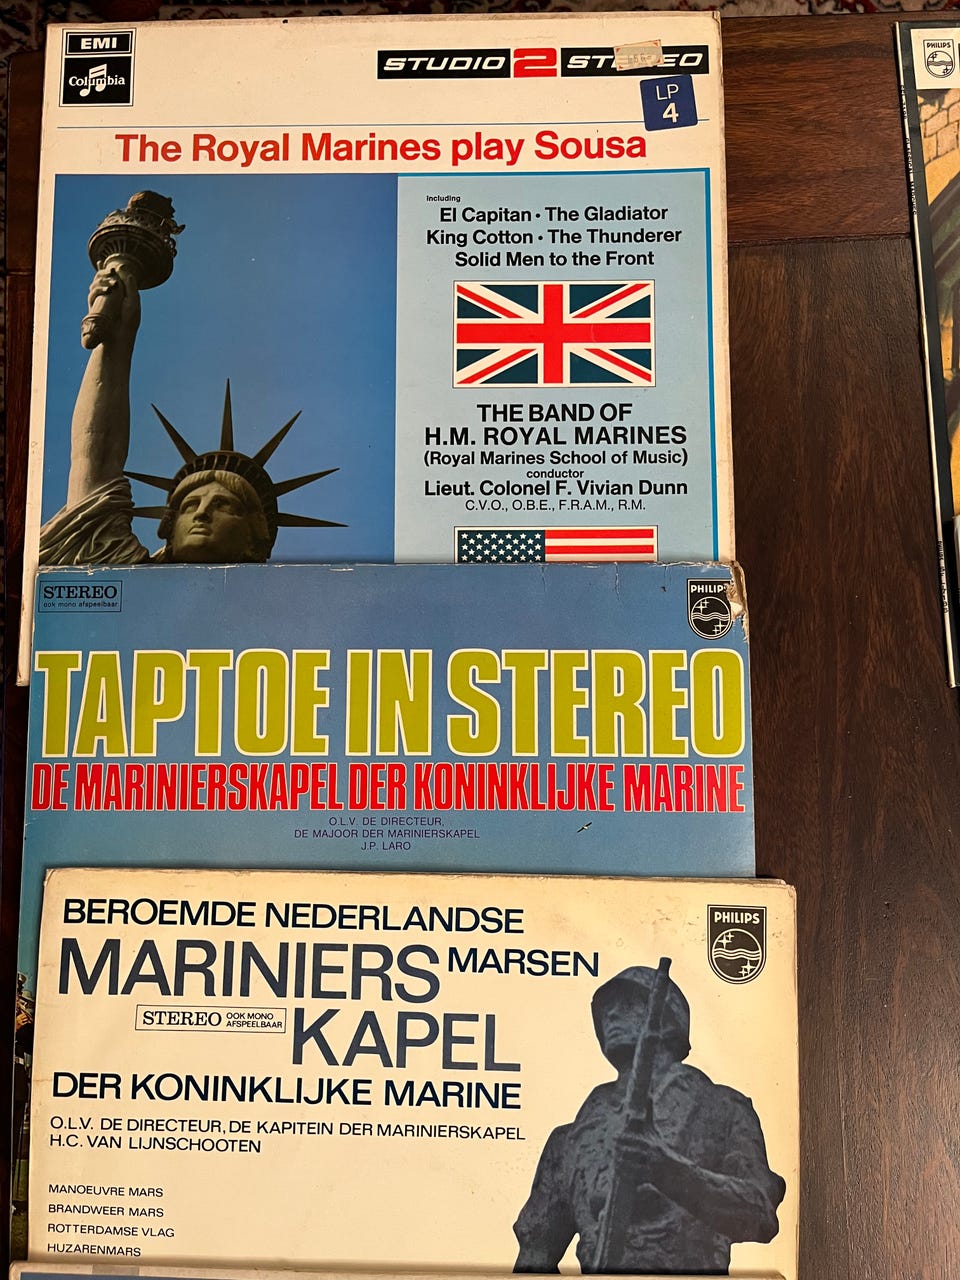 EMI
Columbia
STUDIO 2 STEREO
LP
4
The Royal Marines play Sousa
Including
El Capitan · The Gladiator
King Cotton · The Thunderer
Solid Men to the Front
THE BAND OF
H.M. ROYAL MARINES
(Royal Marines School of Music)
conductor
Lieut. Colonel F. Vivian Dunn
C.V.O., O.B.E., F.R.A.M., R.M.
PHILIPS
STEREO
ook mono afspeelbaar
PHILIPS
TAPTOE IN STEREO
DE MARINIERSKAPEL DER KONINKLIJKE MARINE
O.L.V. DE DIRECTEUR,
DE MAJOOR DER MARINIERSKAPEL
J.P. LARO
BEROEMDE NEDERLANDSE
MARSEN
MARINIERS
KAPEL
STEREO OOK MONO
AFSPEELBAAR
DER KONINKLIJKE MARINE
O.L.V. DE DIRECTEUR, DE KAPITEIN DER MARINIERSKAPEL
H.C. VAN LIJNSCHOOTEN
MANOEUVRE MARS
BRANDWEER MARS
ROTTERDAMSE VLAG
HUZARENMARS
PHILIPS